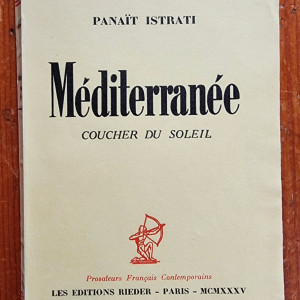 PANAÏT ISTRATI
Méditerranée
COUCHER DU SOLEIL
Prosateurs Français Contemporains
LES EDITIONS RIEDER - PARIS - MCMXXXV